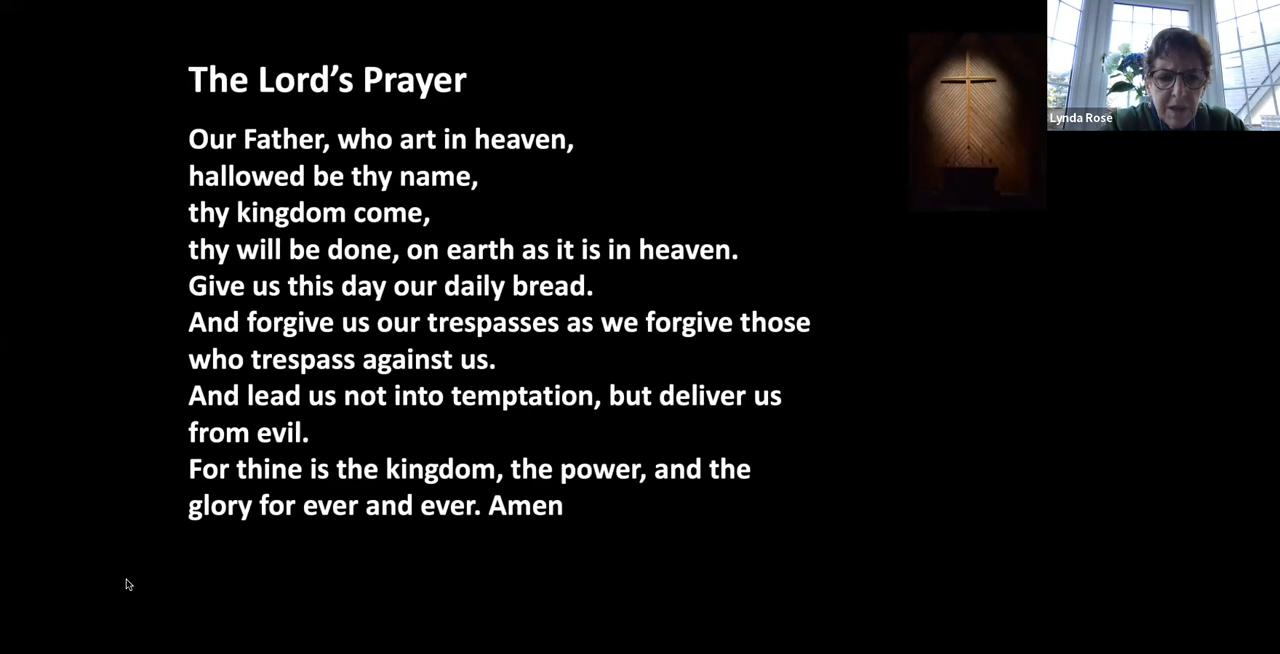 The Lord’s Prayer
Our Father, who art in heaven,
hallowed be thy name,
thy kingdom come,
thy will be done, on earth as it is in heaven.
Give us this day our daily bread.
And forgive us our trespasses as we forgive those
who trespass against us.
And lead us not into temptation, but deliver us
from evil.
For thine is the kingdom, the power, and the
glory for ever and ever. Amen
Lynda Rose